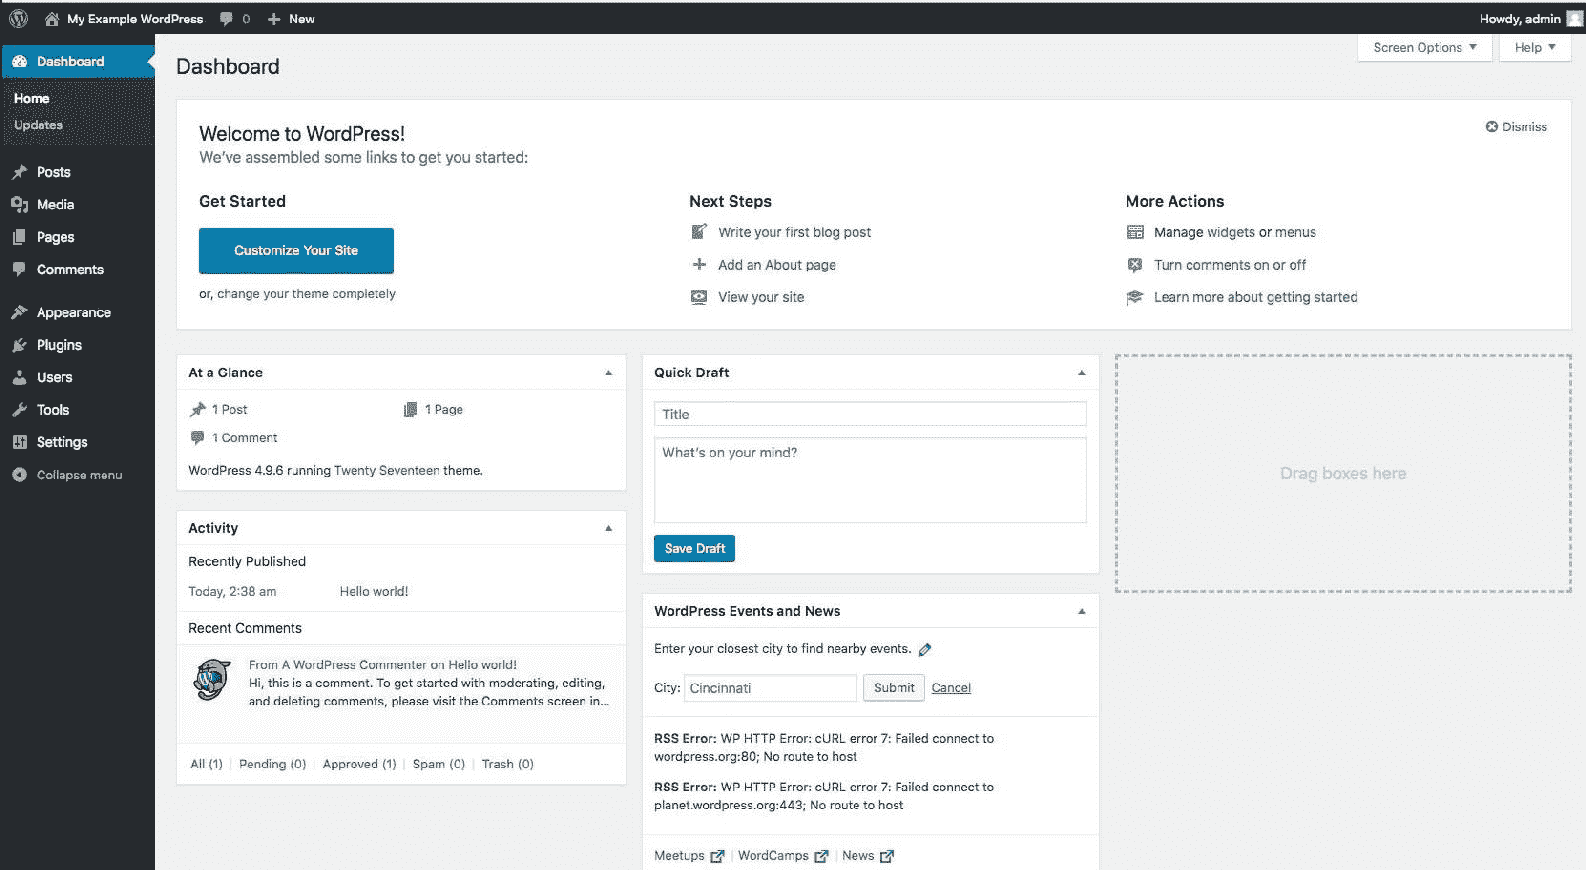 My Example WordPress
0
New
Howdy, admin
Dashboard
Home
Updates
Posts
Media
Pages
Comments
Appearance
Plugins
Users
Tools
Settings
Collapse menu
Screen Options
Help
Dashboard
Welcome to WordPress!
We've assembled some links to get you started:
Dismiss
Get Started
Customize Your Site
or, change your theme completely
Next Steps
Write your first blog post
Add an About page
View your site
More Actions
Manage widgets or menus
Turn comments on or off
Learn more about getting started
At a Glance
1 Post
1 Page
1 Comment
WordPress 4.9.6 running Twenty Seventeen theme.
Activity
Recently Published
Today, 2:38 am
Hello world!
Recent Comments
From A WordPress Commenter on Hello world!
Hi, this is a comment. To get started with moderating, editing,
and deleting comments, please visit the Comments screen in...
All (1) | Pending (0) | Approved (1) | Spam (0) | Trash (0)
Quick Draft
Title
What's on your mind?
Save Draft
WordPress Events and News
Enter your closest city to find nearby events.
City: Cincinnati Submit Cancel
RSS Error: WP HTTP Error: cURL error 7: Failed connect to
wordpress.org:80; No route to host
RSS Error: WP HTTP Error: cURL error 7: Failed connect to
planet.wordpress.org:443; No route to host
Meetups | WordCamps | News
Drag boxes here